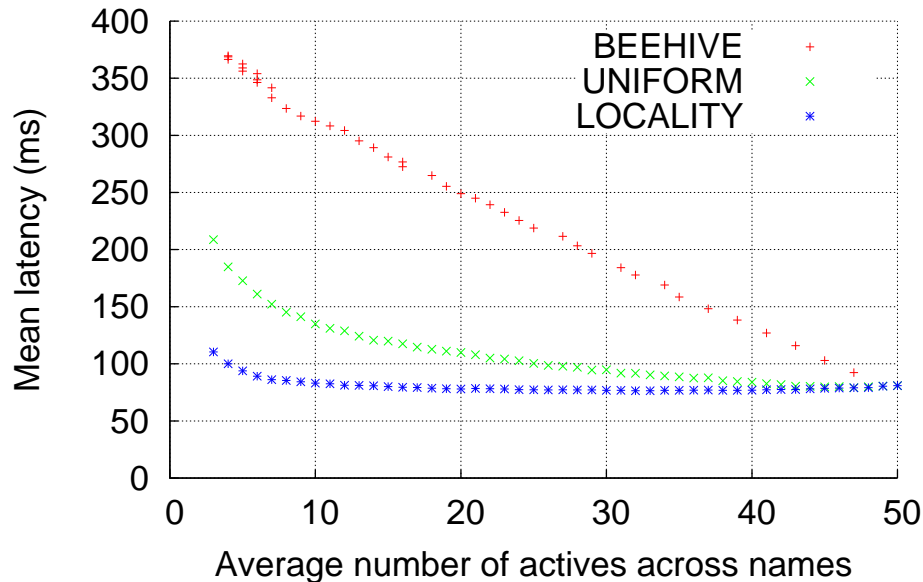 400
350
300
250
200
150
100
50
0
Mean latency (ms)
BEEHIVE
UNIFORM
LOCALITY
0 10 20 30 40 50
Average number of actives across names